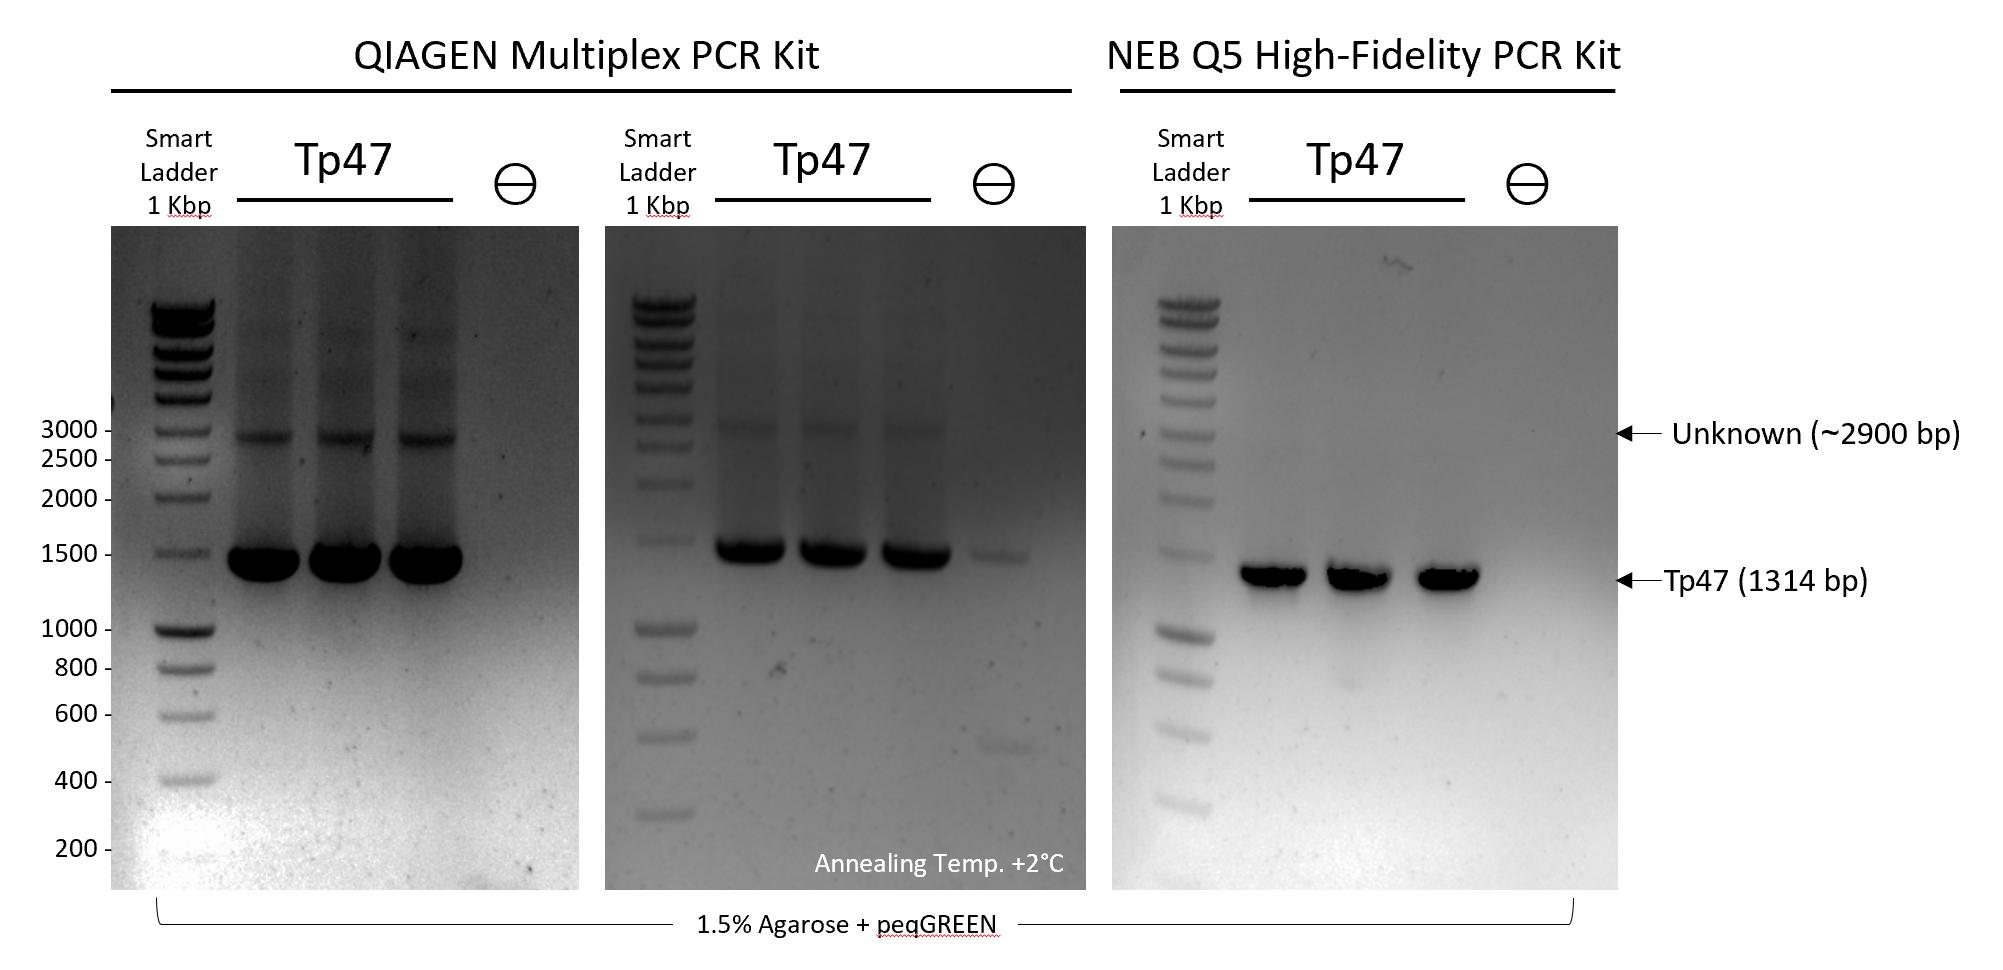 QIAGEN Multiplex PCR Kit
NEB Q5 High-Fidelity PCR Kit
Smart
Ladder
1 Kbp
Tp47
Smart
Ladder
1 Kbp
Tp47
Smart
Ladder
1 Kbp
Tp47
3000 -
2500 -
2000 -
1500 -
1000 -
800 -
600 -
400 -
200 -
Unknown (~2900 bp)
Tp47 (1314 bp)
Annealing Temp. +2°C
1.5% Agarose + peqGREEN